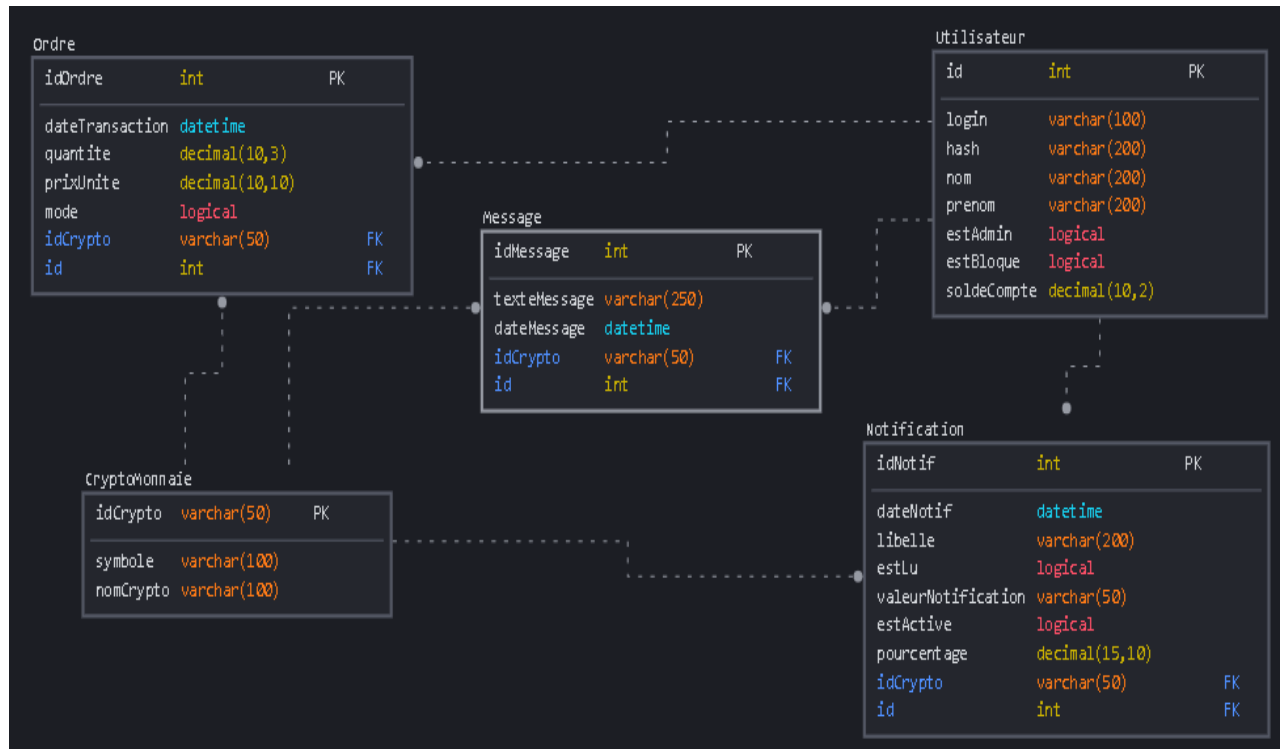 Ordre
idOrdre int PK
dateTransaction datetime
quantite decimal(10,3)
prixUnite decimal(10,10)
mode logical
idCrypto varchar(50) FK
id int FK
Utilisateur
id int PK
login varchar(100)
hash varchar(200)
nom varchar(200)
prenom varchar(200)
estAdmin logical
estBloque logical
soldeCompte decimal(10,2)
Message
idMessage int PK
texteMessage varchar(250)
dateMessage datetime
idCrypto varchar(50) FK
id int FK
CryptoMonnaie
idCrypto varchar(50) PK
symbole varchar(100)
nomCrypto varchar(100)
Notification
idNotif int PK
dateNotif datetime
libelle varchar(200)
estLu logical
valeurNotification varchar(50)
estActive logical
pourcentage decimal(15,10)
idCrypto varchar(50) FK
id int FK